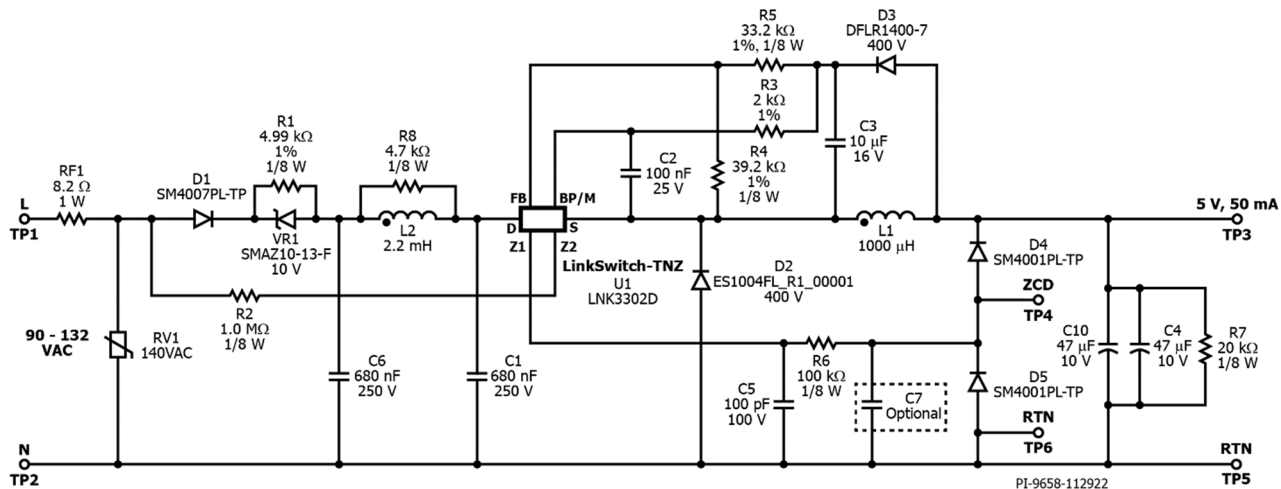 R5
33.2 kΩ
1%, 1/8 W
D3
DFLR1400-7
400 V
R3
2 kΩ
1%
C3
10 µF
16 V
R1
4.99 kΩ
1%
1/8 W
R8
4.7 kΩ
1/8 W
C2
100 nF
25 V
R4
39.2 kΩ
1%
1/8 W
RF1
8.2 Ω
1 W
D1
SM4007PL-TP
FB
BP/M
L
TP1
D
S
5 V, 50 mA
TP3
VR1
SMAZ10-13-F
10 V
L2
2.2 mH
Z1
Z2
L1
1000 µH
LinkSwitch-TNZ
U1
LNK3302D
D2
ES1004FL_R1_00001
400 V
D4
SM4001PL-TP
ZCD
TP4
R2
1.0 MΩ
1/8 W
90 - 132
VAC
RV1
140VAC
C6
680 nF
250 V
C1
680 nF
250 V
C5
100 pF
100 V
R6
100 kΩ
1/8 W
C7
Optional
D5
SM4001PL-TP
C10
47 µF
10 V
C4
47 µF
10 V
R7
20 kΩ
1/8 W
RTN
TP6
N
TP2
RTN
TP5
PI-9658-112922